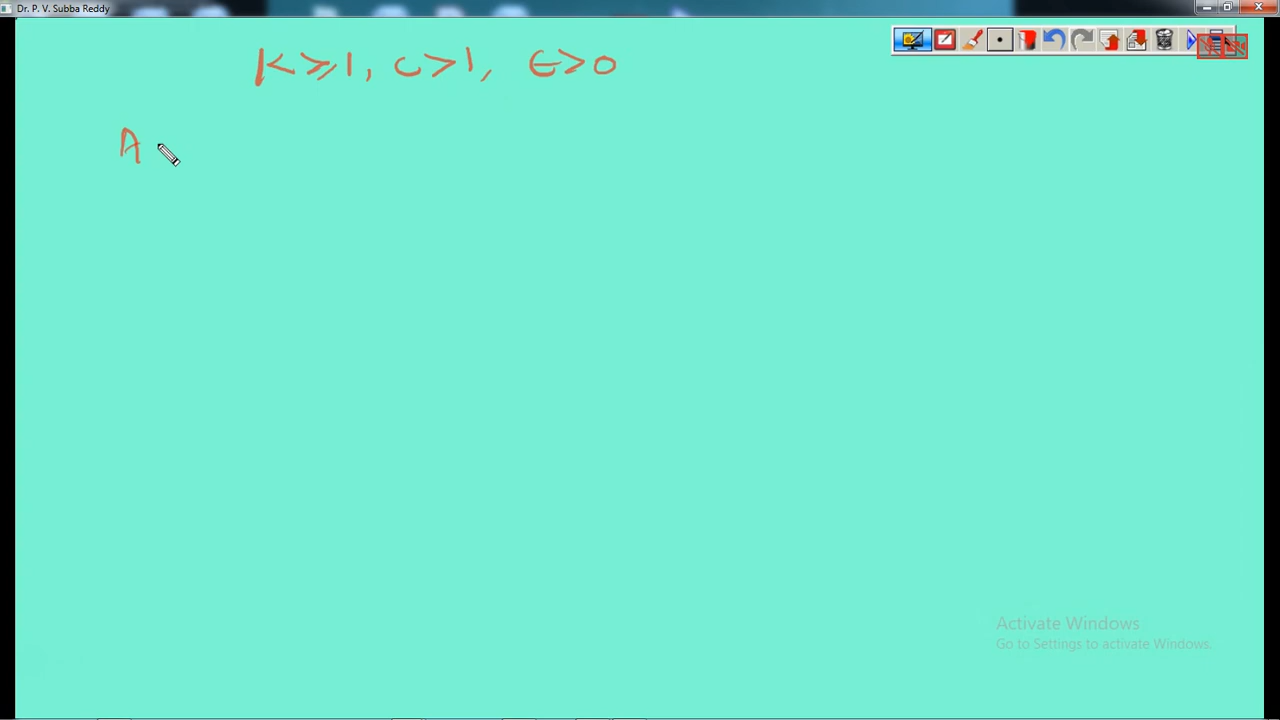 Dr. P. V. Subba Reddy
K⩾1, c>1, ϵ>0
A
Activate Windows
Go to Settings to activate Windows.